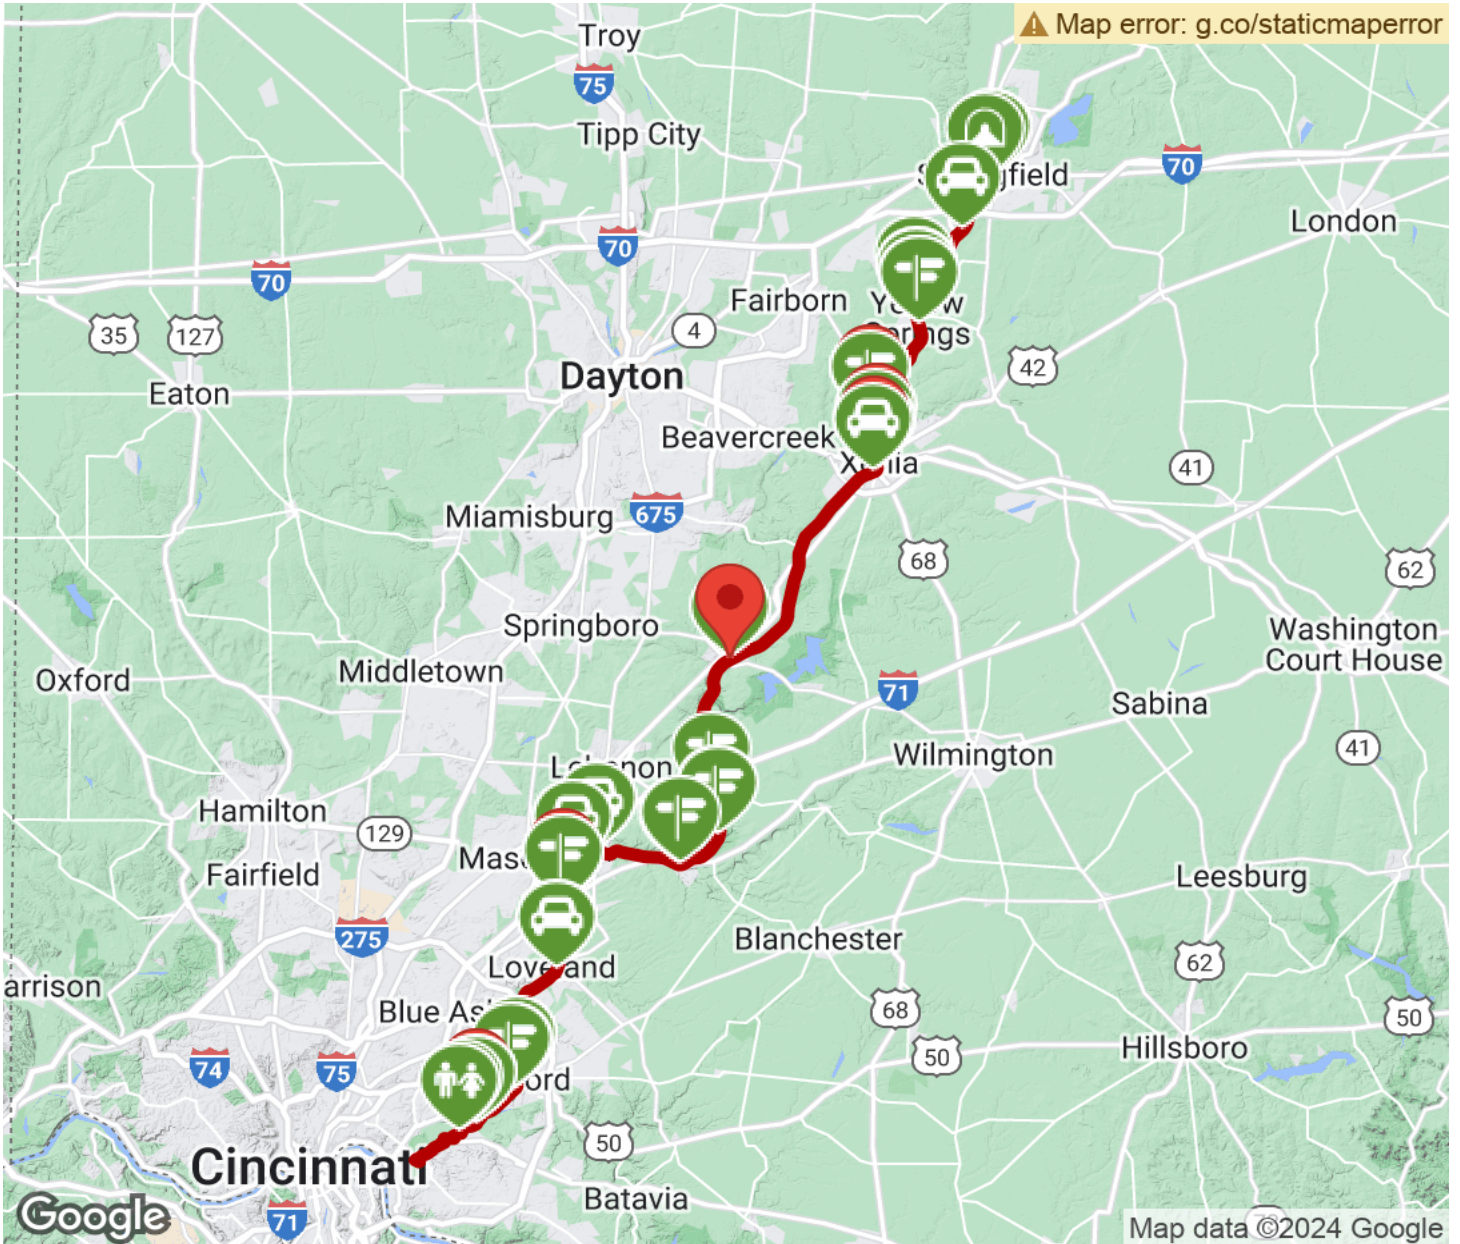 Map error: g.co/staticmaperror
Troy
75
Tipp City
70
London
70
70
Fairborn
35
127
4
42
Dayton
Eaton
Beavercreek
41
Miamisburg
675
68
62
Springboro
Washington
Court House
Middletown
Oxford
71
Sabina
41
Wilmington
Hamilton
129
Fairfield
Leesburg
275
Blanchester
62
68
50
50
Hillsboro
74
75
50
Cincinnati
Batavia
71
Google
Map data ©2024 Google